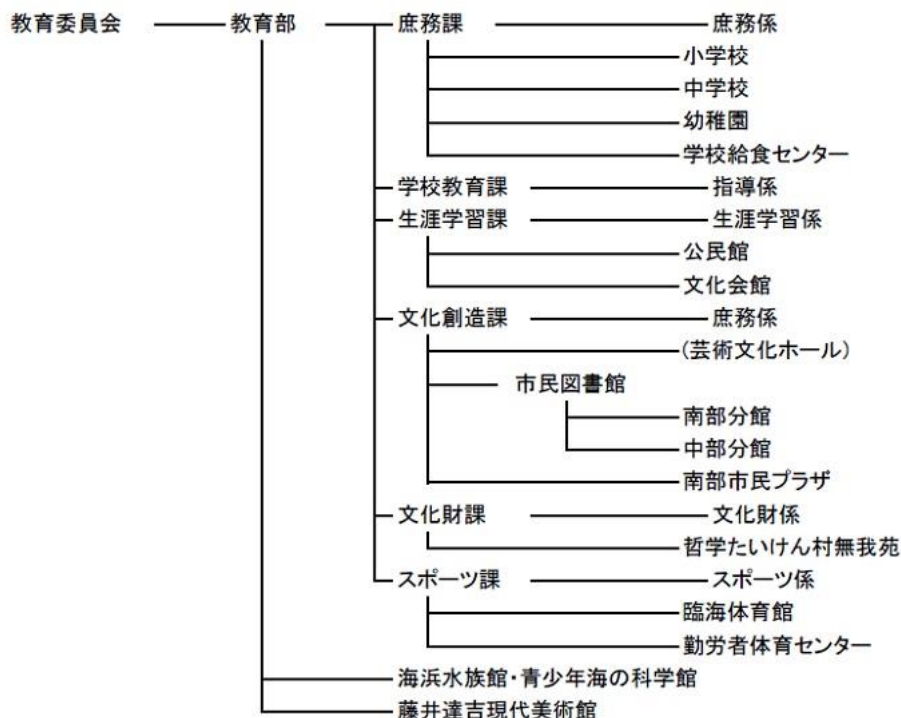 教育委員会 教育部 庶務課 庶務係
小学校
中学校
幼稚園
学校給食センター
学校教育課 指導係
生涯学習課 生涯学習係
公民館
文化会館
文化創造課 庶務係
(芸術文化ホール)
市民図書館
南部分館
中部分館
南部市民プラザ
文化財課 文化財係
哲学たいけん村無我苑
スポーツ課 スポーツ係
臨海体育館
勤労者体育センター
海浜水族館・青少年海の科学館
藤井達吉現代美術館